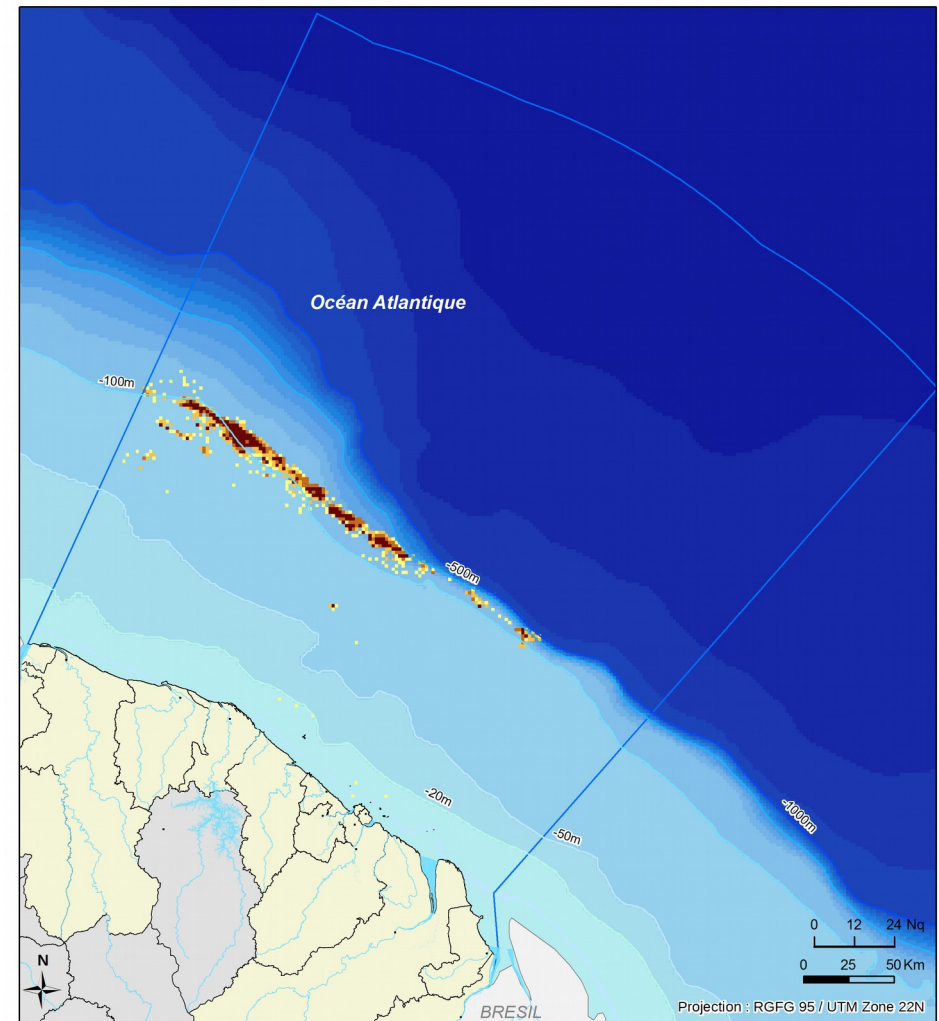 Océan Atlantique
-100m
-500m
-20m
-50m
-1000m
0 12 24 Nq
0 25 50 Km
N
BRESIL
Projection : RGFG 95 / UTM Zone 22N